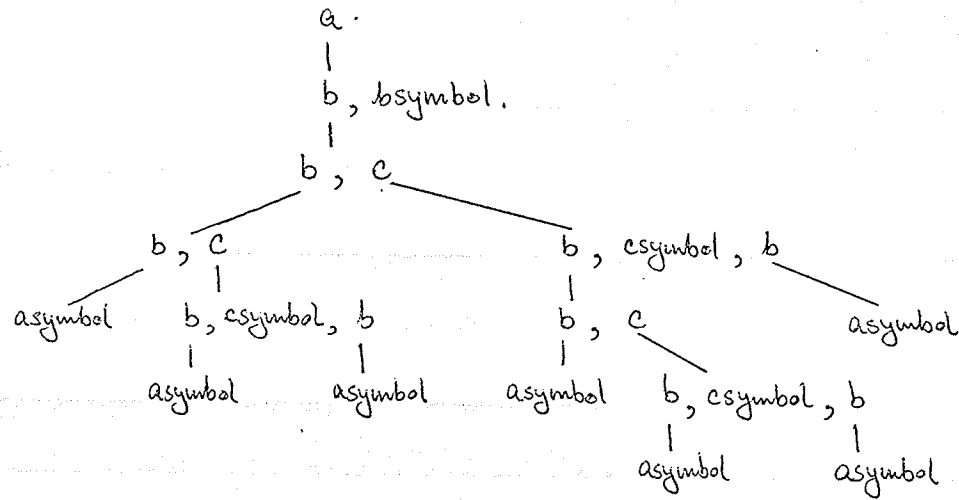 a.
b, bsymbol.
b, c
b, c b, csymbol, b
asymbol b, csymbol, b b, c asymbol
asymbol asymbol asymbol b, csymbol, b
asymbol asymbol